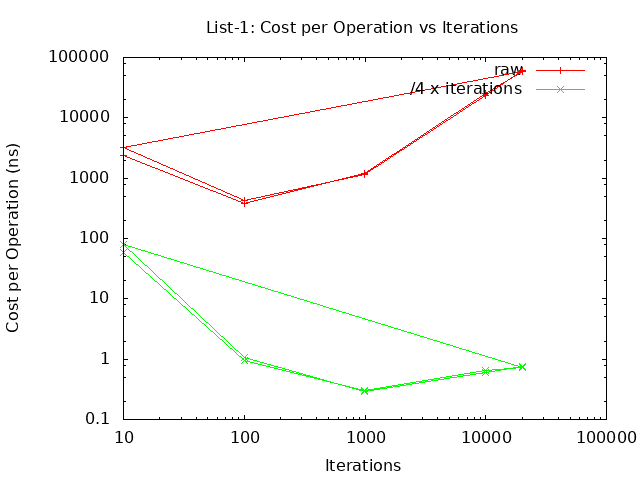 List-1: Cost per Operation vs Iterations
100000
10000
1000
100
10
1
0.1
Cost per Operation (ns)
raw
/4 x iterations
10 100 1000 10000 100000
Iterations